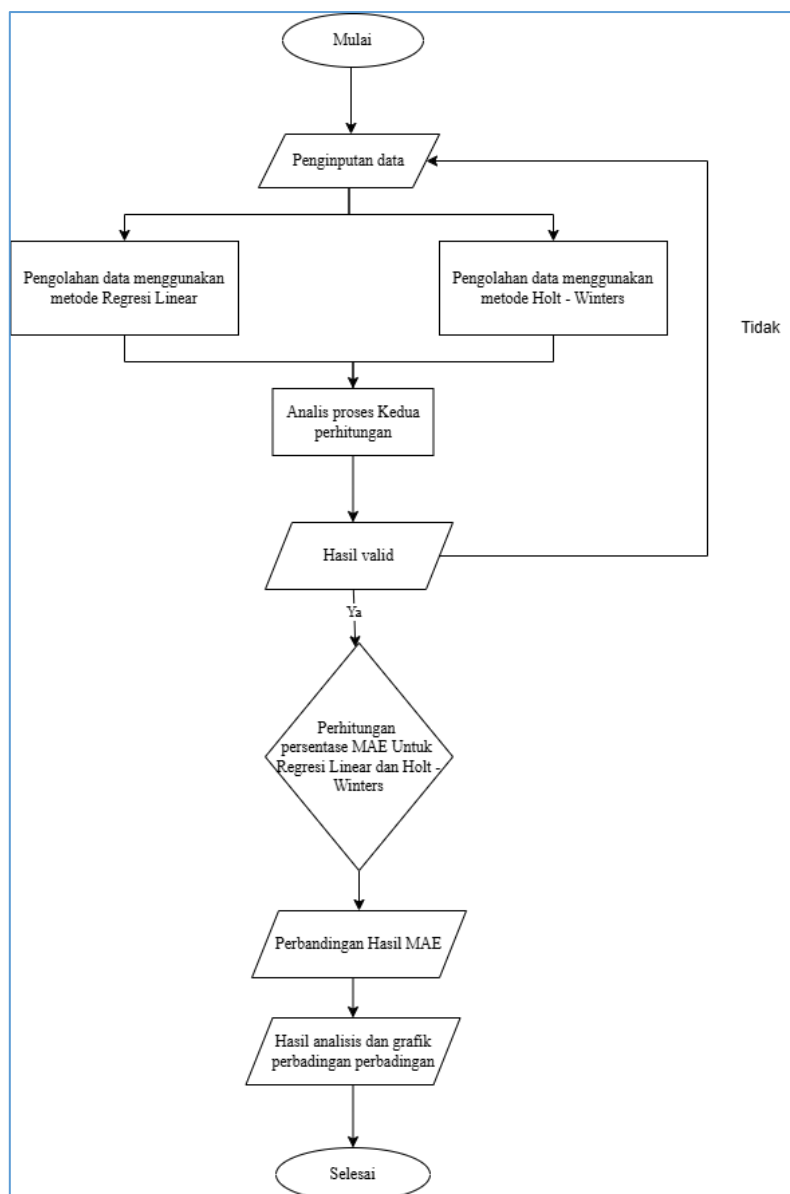 Mulai
Penginputan data
Pengolahan data menggunakan
metode Regresi Linear
Pengolahan data menggunakan
metode Holt - Winters
Tidak
Analis proses Kedua
perhitungan
Hasil valid
Ya
Perhitungan
persentase MAE Untuk
Regresi Linear dan Holt -
Winters
Perbandingan Hasil MAE
Hasil analisis dan grafik
perbadingan perbadingan
Selesai